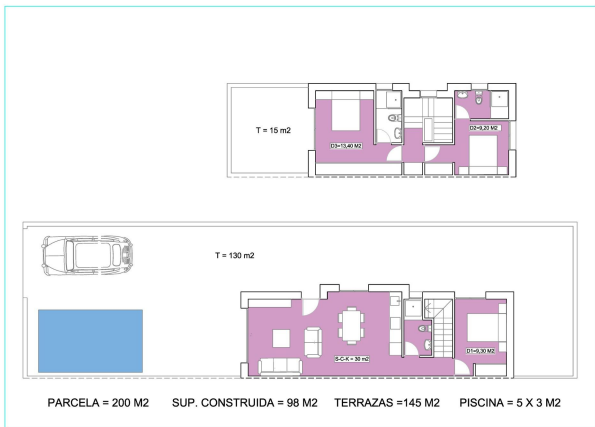 T = 15 m2
D3=13,40 M2
D2=9,20 M2
T = 130 m2
S-C-K = 36 m2
D1=9,30 M2
PARCELA = 200 M2 SUP. CONSTRUIDA = 98 M2 TERRAZAS =145 M2 PISCINA = 5 X 3 M2